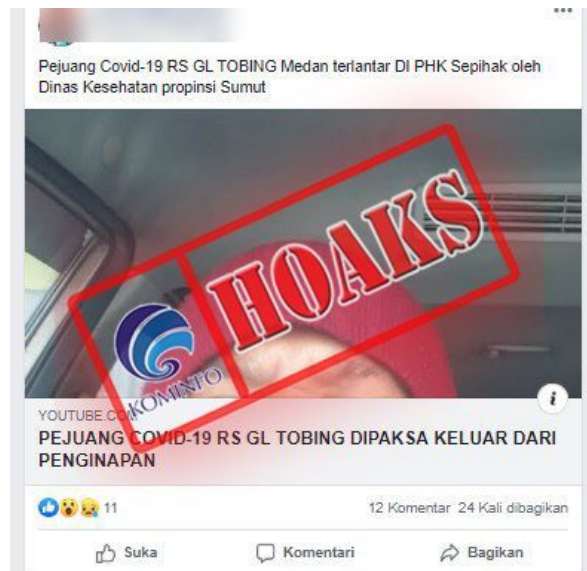 Pejuang Covid-19 RS GL TOBING Medan terlantar DI PHK Sepihak oleh
Dinas Kesehatan propinsi Sumut
HOAKS
KOMINFO
YOUTUBE.COM
PEJUANG COVID-19 RS GL TOBING DIPAKSA KELUAR DARI
PENGINAPAN
11
12 Komentar 24 Kali dibagikan
Suka Komentari Bagikan